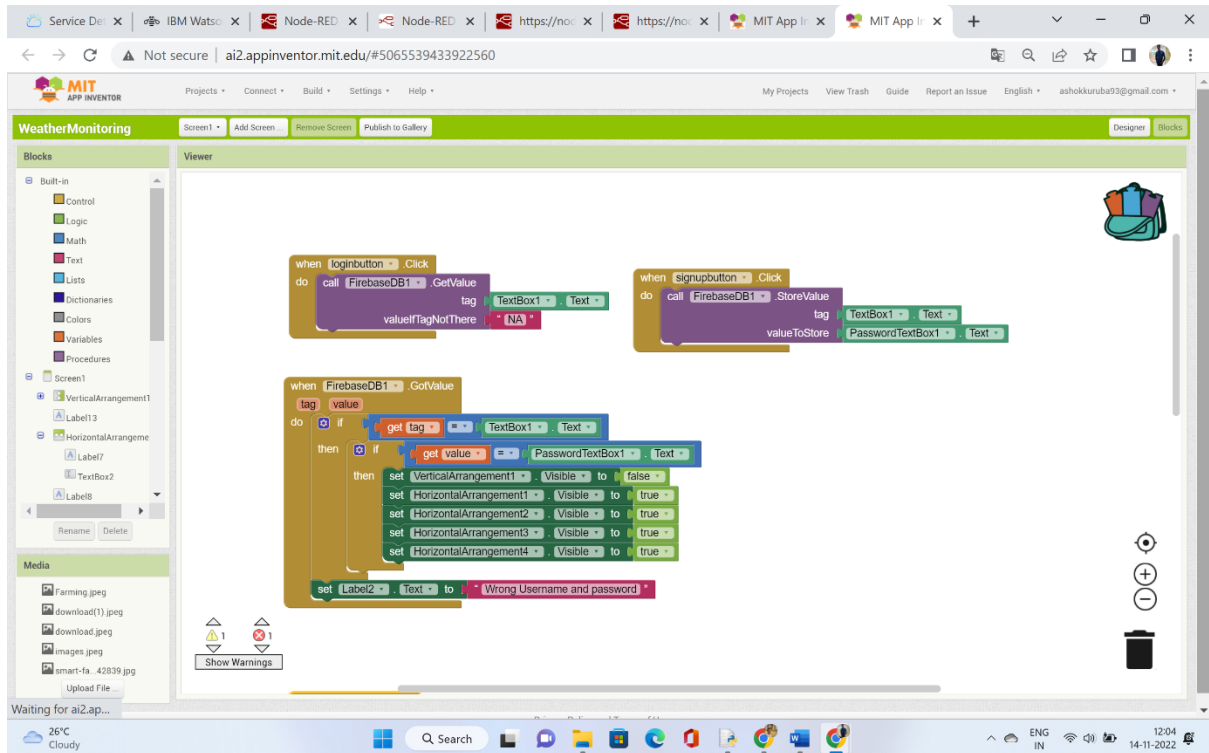 Service Det
IBM Watso
Node-RED
Node-RED
https://noc
https://noc
MIT App In
MIT App In
Not secure
ai2.appinventor.mit.edu/#5065539433922560
MIT
APP INVENTOR
Projects
Connect
Build
Settings
Help
My Projects
View Trash
Guide
Report an Issue
English
ashokkuruba93@gmail.com
WeatherMonitoring
Screen1
Add Screen ...
Remove Screen
Publish to Gallery
Designer
Blocks
Blocks
Built-in
Control
Logic
Math
Text
Lists
Dictionaries
Colors
Variables
Procedures
Screen1
VerticalArrangement1
Label13
HorizontalArrangeme
Label7
TextBox2
Label8
Rename
Delete
Media
Farming.jpeg
download(1).jpeg
download.jpeg
images.jpeg
smart-fa...42839.jpg
Upload File ...
Waiting for ai2.ap...
Viewer
when loginbutton .Click
do call FirebaseDB1 .GetValue
tag TextBox1 . Text
valueIfTagNotThere " NA "
when signupbutton .Click
do call FirebaseDB1 .StoreValue
tag TextBox1 . Text
valueToStore PasswordTextBox1 . Text
when FirebaseDB1 .GotValue
tag value
do if get tag = TextBox1 . Text
then if get value = PasswordTextBox1 . Text
then set VerticalArrangement1 . Visible to false
set HorizontalArrangement1 . Visible to true
set HorizontalArrangement2 . Visible to true
set HorizontalArrangement3 . Visible to true
set HorizontalArrangement4 . Visible to true
set Label2 . Text to " Wrong Username and password "
1
1
Show Warnings
26°C
Cloudy
Search
ENG
IN
12:04
14-11-2022